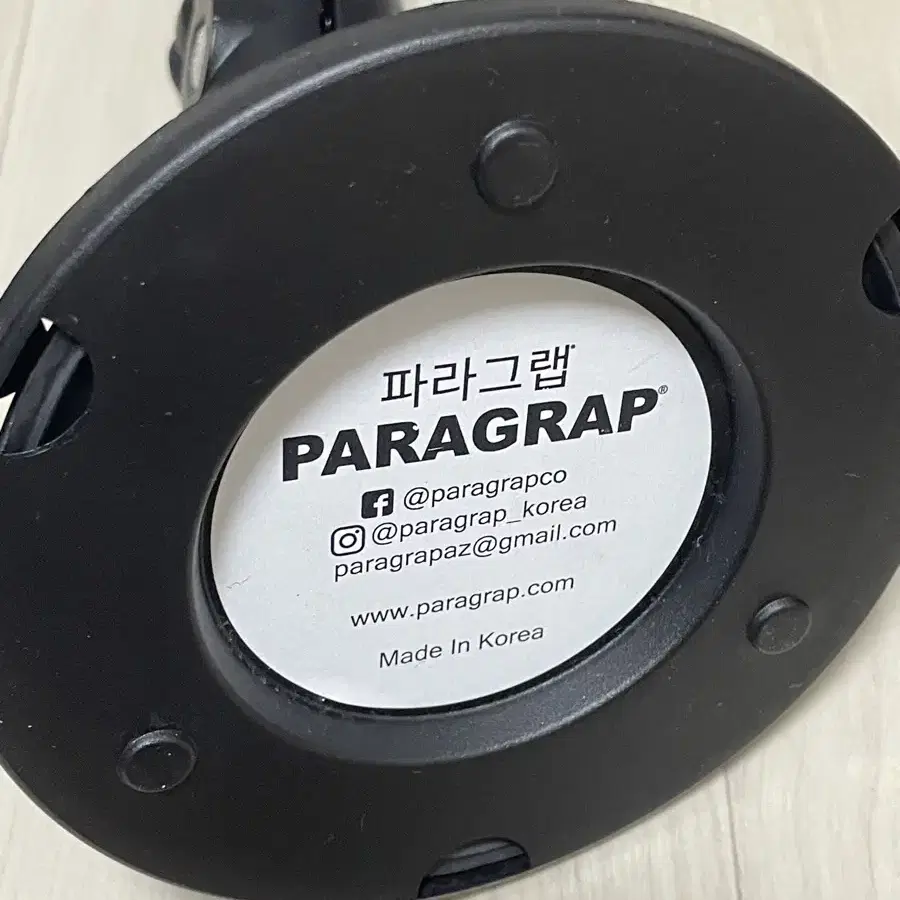 파라그랩
PARAGRAP®
@paragrapco
@paragrap_korea
paragrapaz@gmail.com
www.paragrap.com
Made In Korea